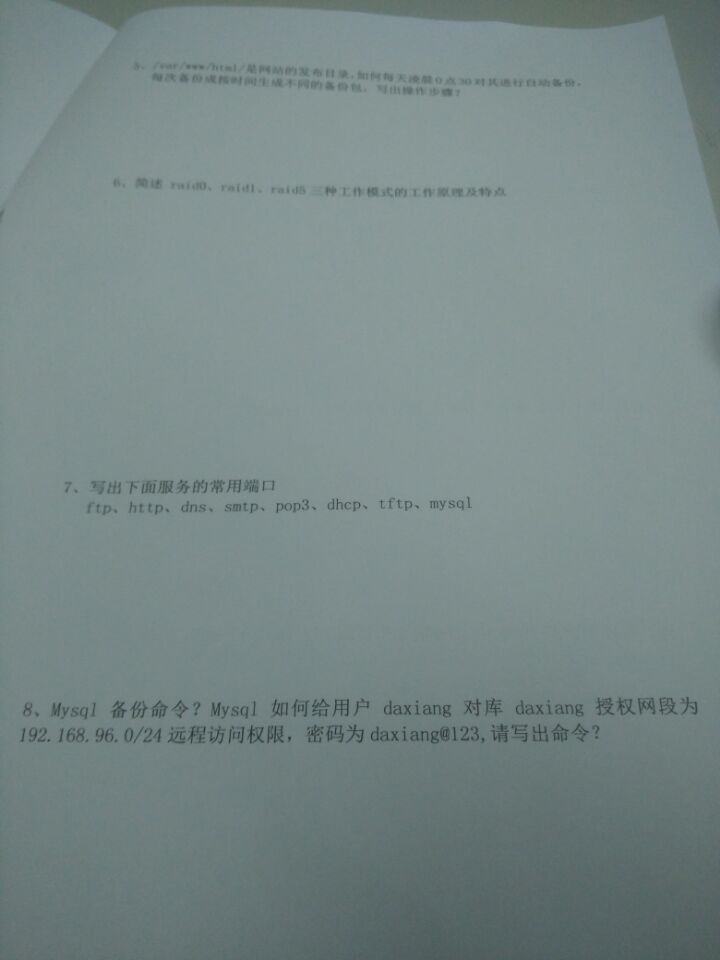 5、/var/www/html/是网站的发布目录,如何每天凌晨0点30对其进行自动备份,
每次备份成按时间生成不同的备份包。写出操作步骤?
6、简述 raid0、raid1、raid5 三种工作模式的工作原理及特点
7、写出下面服务的常用端口
ftp、http、dns、smtp、pop3、dhcp、tftp、mysql
8、Mysql 备份命令? Mysql 如何给用户 daxiang 对库 daxiang 授权网段为
192.168.96.0/24 远程访问权限, 密码为 daxiang@123,请写出命令?